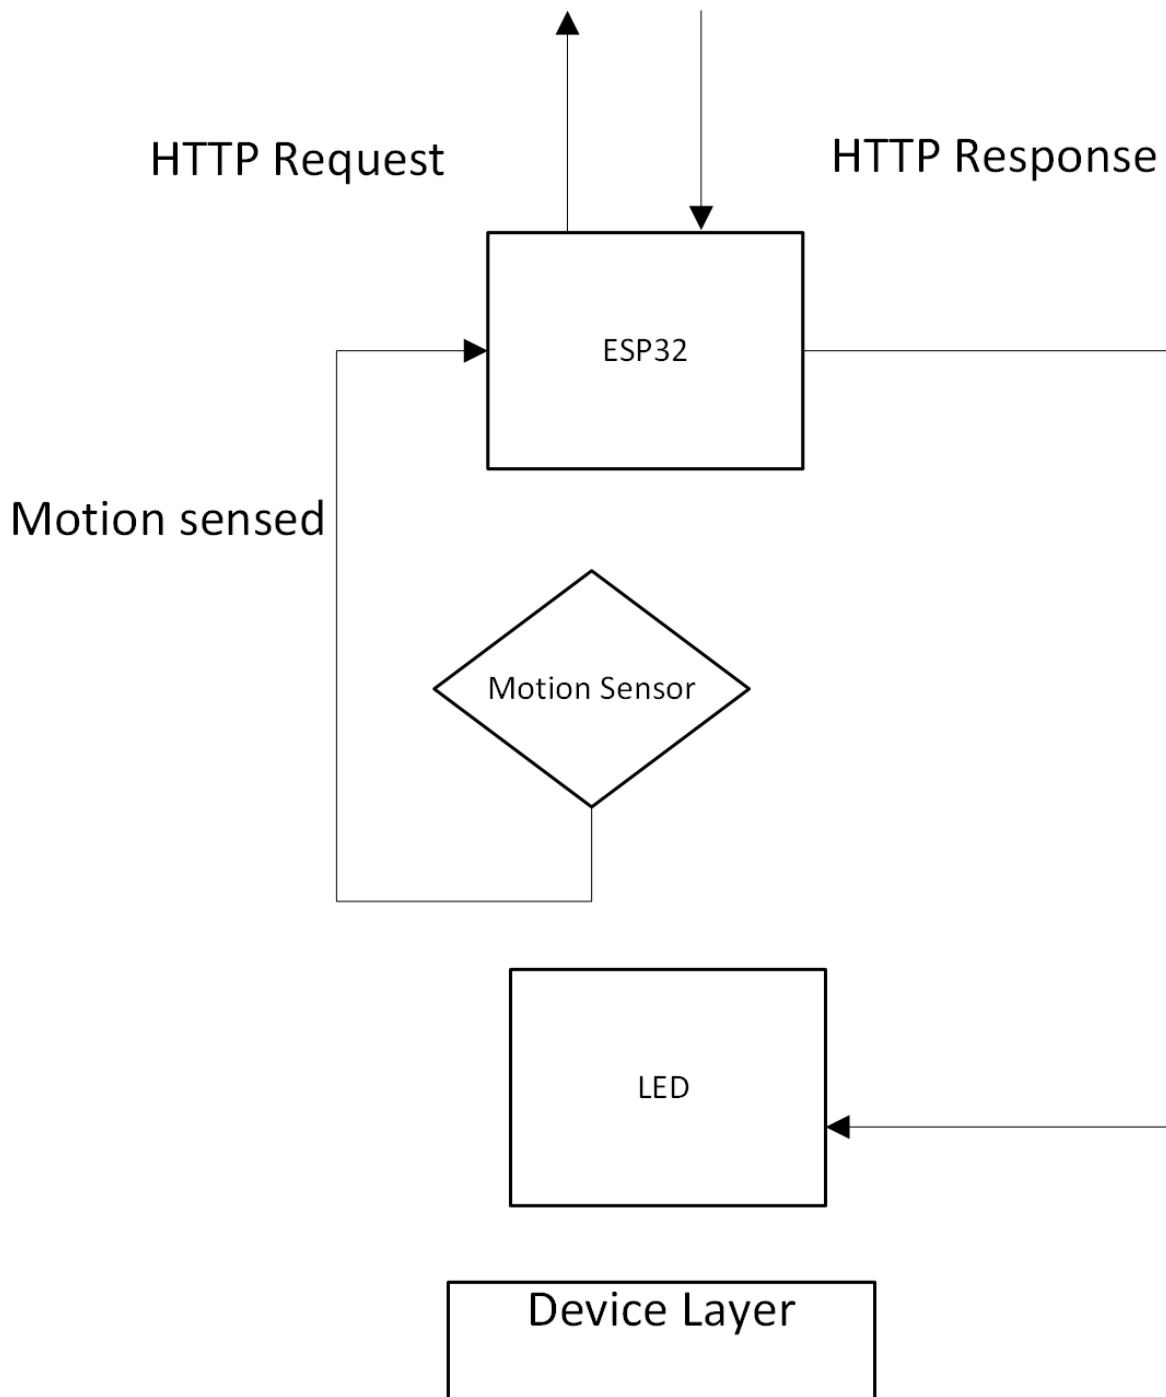 HTTP Request
HTTP Response
ESP32
Motion sensed
Motion Sensor
LED
Device Layer